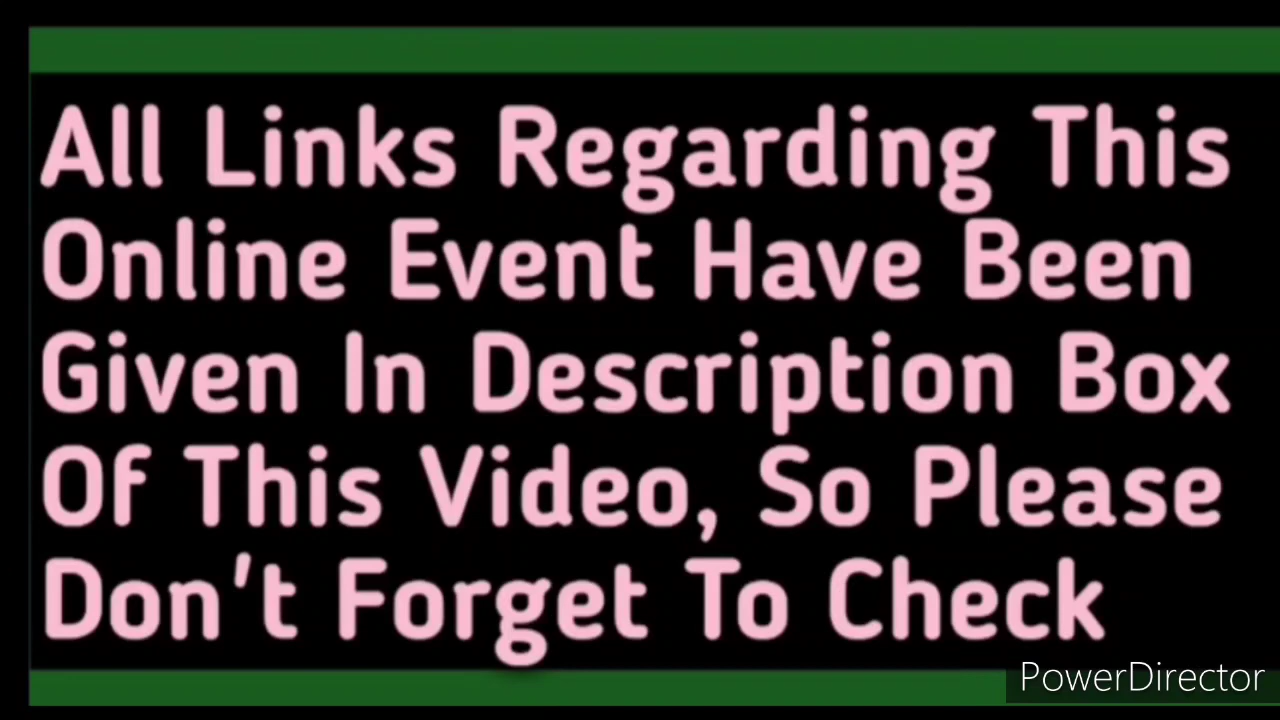 All Links Regarding This
Online Event Have Been
Given In Description Box
Of This Video, So Please
Don't Forget To Check
PowerDirector